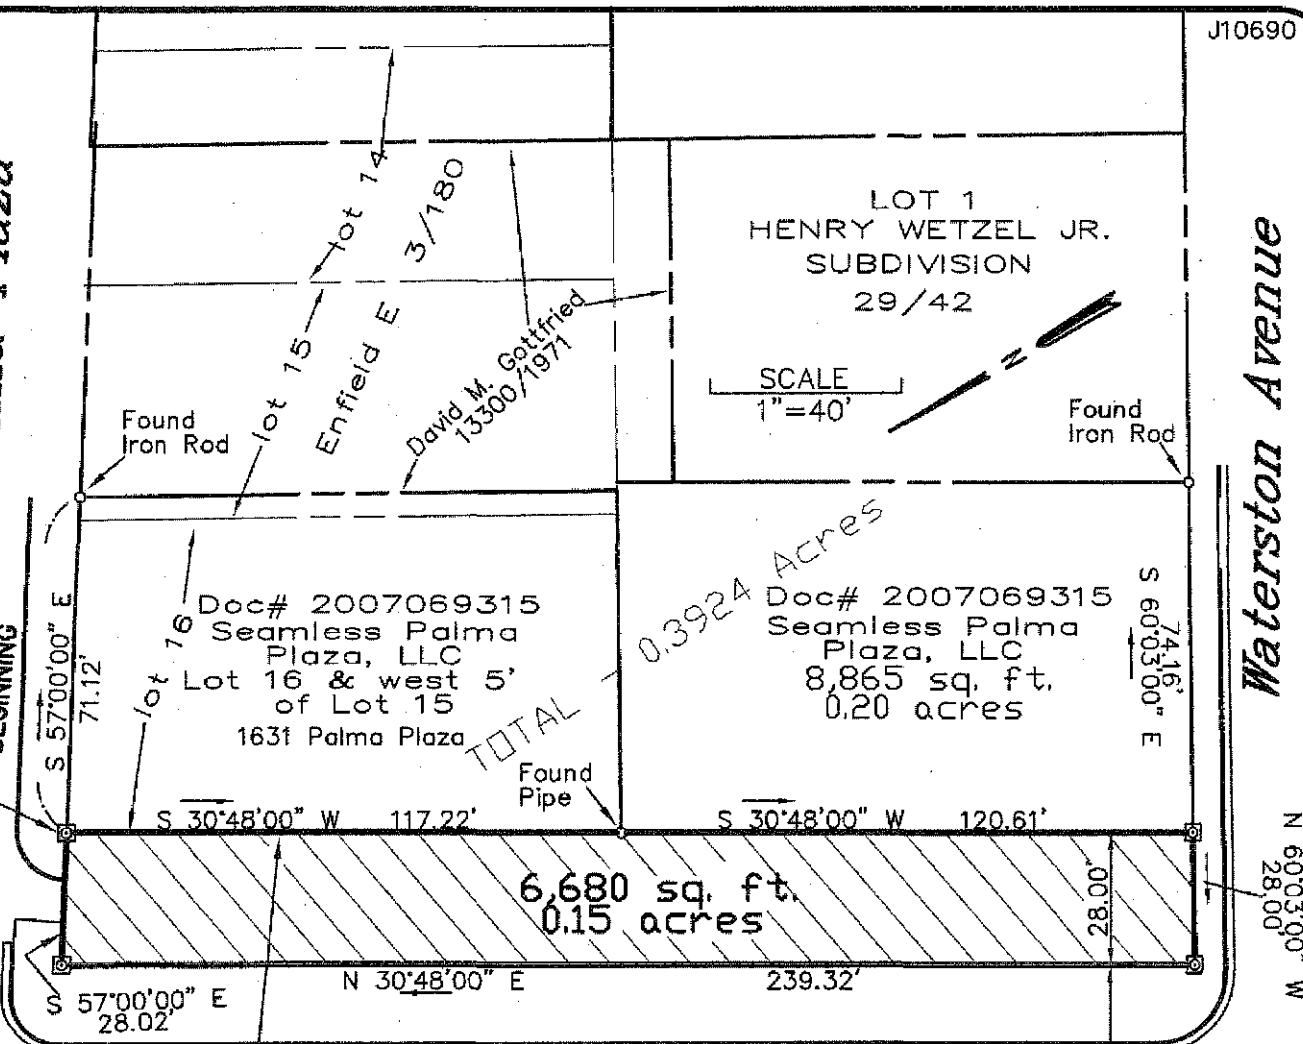 J10690
LOT 1
HENRY WETZEL JR.
SUBDIVISION
29/42
SCALE
1"=40'
N
lot 14
3/180
lot 15
Enfield E
David M. Gottfried
13300/1971
Found
Iron Rod
Found
Iron Rod
Waterston Avenue
lot 16
Doc# 2007069315
Seamless Palma
Plaza, LLC
Lot 16 & west 5'
of Lot 15
1631 Palma Plaza
TOTAL - 0.3924 Acres
Doc# 2007069315
Seamless Palma
Plaza, LLC
8,865 sq. ft.
0.20 acres
S 57°00'00" E
71.12'
74.16'
S 60°03'00" E
Found
Pipe
S 30°48'00" W 117.22'
S 30°48'00" W 120.61'
6,680 sq. ft.
0.15 acres
28.00'
N 60°03'00" W
28.00'
N 30°48'00" E 239.32'
S 57°00'00" E
28.02'